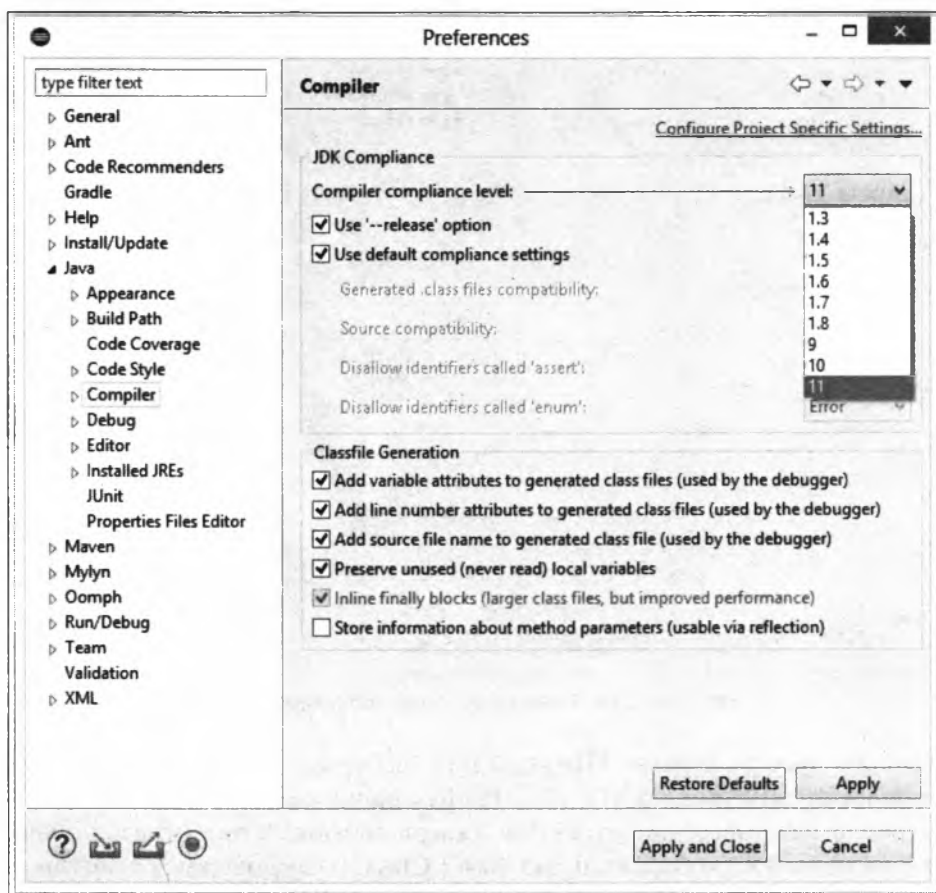 Preferences
type filter text
General
Ant
Code Recommenders
Gradle
Help
Install/Update
Java
Appearance
Build Path
Code Coverage
Code Style
Compiler
Debug
Editor
Installed JREs
JUnit
Properties Files Editor
Maven
Mylyn
Oomph
Run/Debug
Team
Validation
XML
Compiler
Configure Project Specific Settings...
JDK Compliance
Compiler compliance level: 11
Use '--release' option
Use default compliance settings
Generated .class files compatibility:
Source compatibility:
Disallow identifiers called 'assert':
Disallow identifiers called 'enum': Error
1.3
1.4
1.5
1.6
1.7
1.8
9
10
11
Classfile Generation
Add variable attributes to generated class files (used by the debugger)
Add line number attributes to generated class files (used by the debugger)
Add source file name to generated class file (used by the debugger)
Preserve unused (never read) local variables
Inline finally blocks (larger class files, but improved performance)
Store information about method parameters (usable via reflection)
Restore Defaults Apply
Apply and Close Cancel